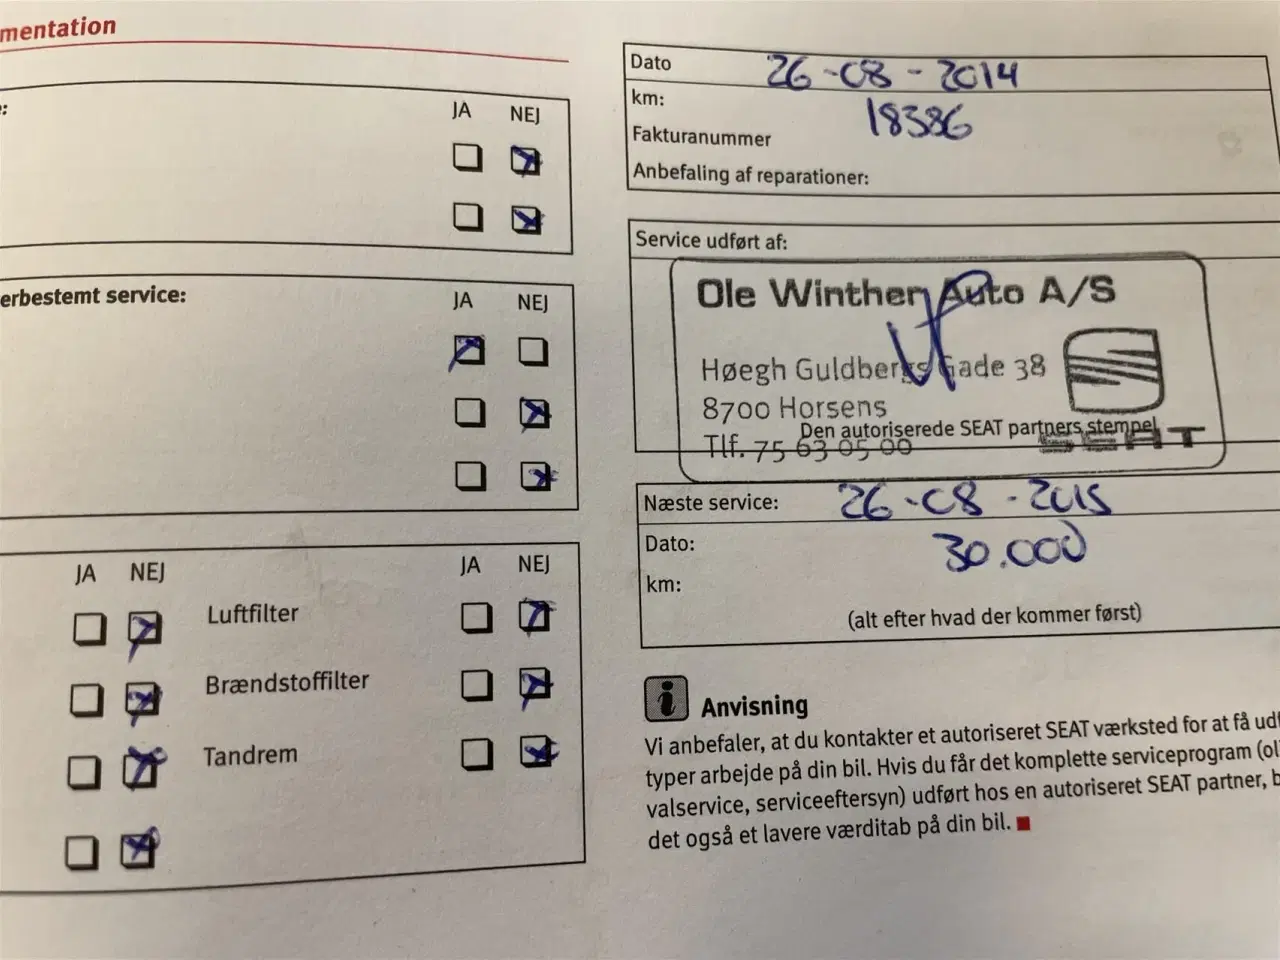 mentation
:
JA NEJ
erbestemt service:
JA NEJ
JA NEJ
JA NEJ
Luftfilter
Brændstoffilter
Tandrem
Dato 26-08-2014
km: 18386
Fakturanummer
Anbefaling af reparationer:
Service udført af:
Ole Winther Auto A/S
Høegh Guldbergs Gade 38
8700 Horsens
Den autoriserede SEAT partners stempel
Tlf. 75 63 05 00
SEAT
Næste service: 26-08-2015
Dato: 30.000
km:
(alt efter hvad der kommer først)
i Anvisning
Vi anbefaler, at du kontakter et autoriseret SEAT værksted for at få udf
typer arbejde på din bil. Hvis du får det komplette serviceprogram (ol
valservice, serviceeftersyn) udført hos en autoriseret SEAT partner, b
det også et lavere værditab på din bil.